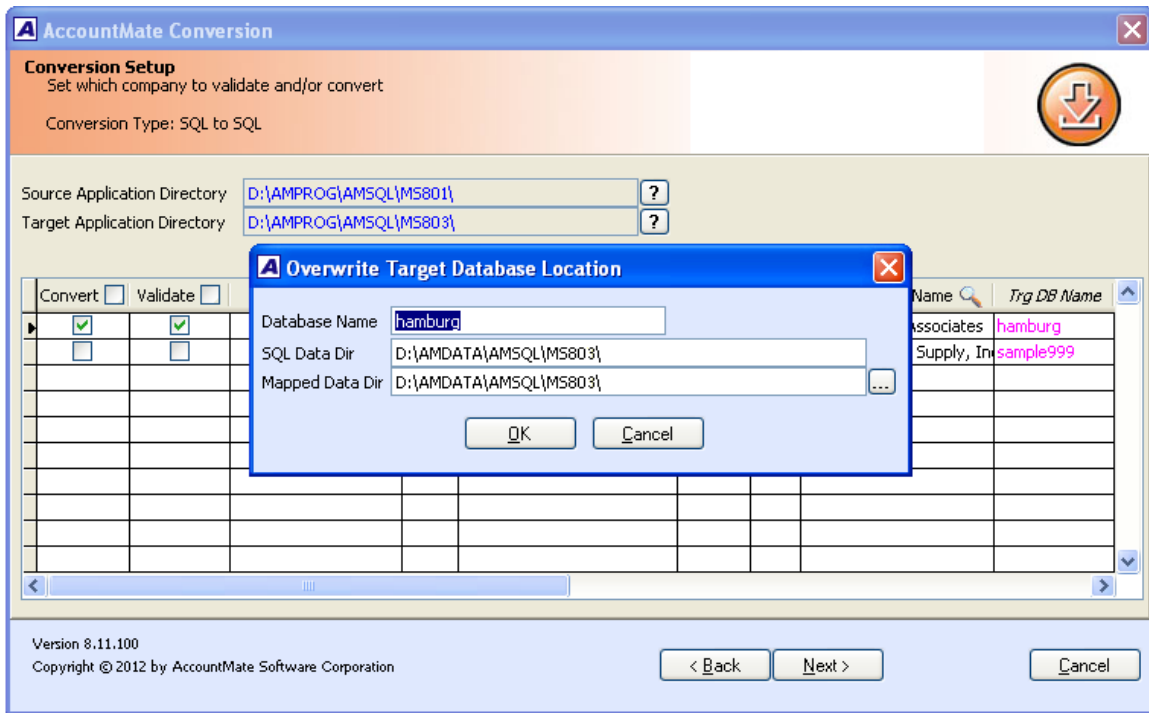 AccountMate Conversion
Conversion Setup
Set which company to validate and/or convert
Conversion Type: SQL to SQL
Source Application Directory D:\AMPROG\AMSQL\MS801\ ?
Target Application Directory D:\AMPROG\AMSQL\MS803\ ?
Overwrite Target Database Location
Convert Validate Name Trg DB Name
Database Name hamburg
Associates hamburg
SQL Data Dir D:\AMDATA\AMSQL\MS803\
Supply, In sample999
Mapped Data Dir D:\AMDATA\AMSQL\MS803\ ...
OK Cancel
Version 8.11.100
Copyright © 2012 by AccountMate Software Corporation
< Back Next > Cancel